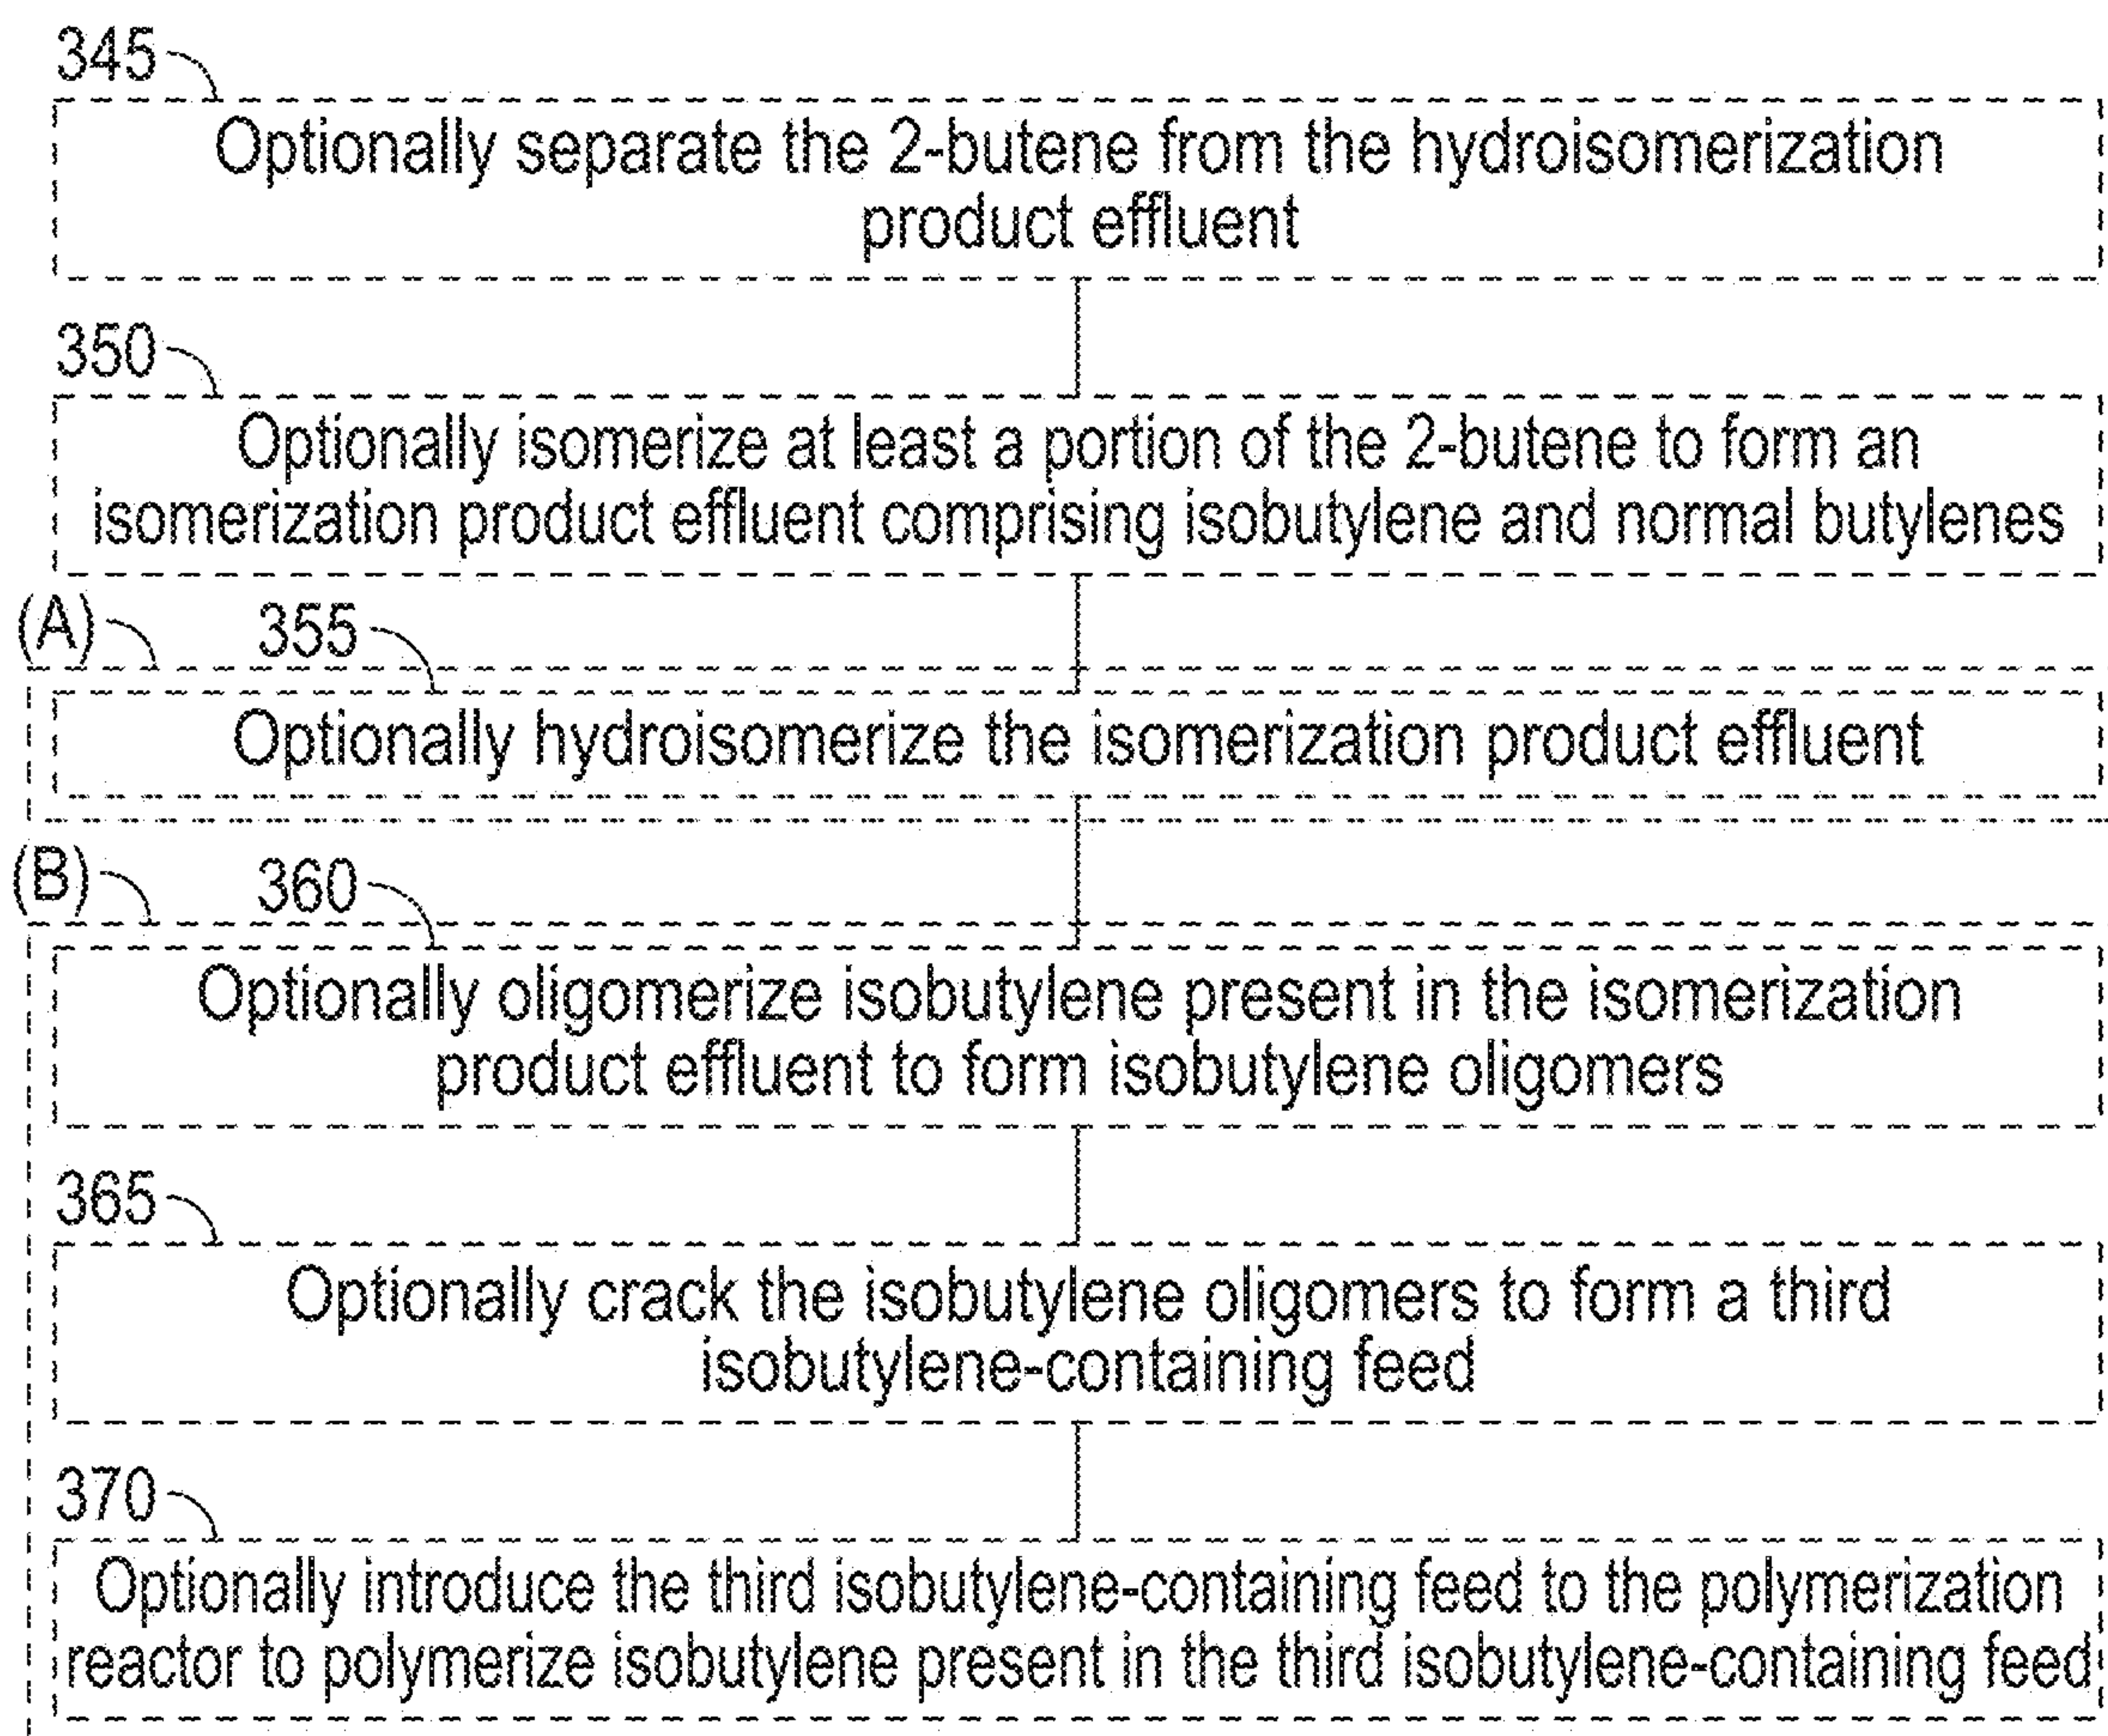 345
Optionally separate the 2-butene from the hydroisomerization
product effluent
350
Optionally isomerize at least a portion of the 2-butene to form an
isomerization product effluent comprising isobutylene and normal butylenes
(A) 355
Optionally hydroisomerize the isomerization product effluent
(B) 360
Optionally oligomerize isobutylene present in the isomerization
product effluent to form isobutylene oligomers
365
Optionally crack the isobutylene oligomers to form a third
isobutylene-containing feed
370
Optionally introduce the third isobutylene-containing feed to the polymerization
reactor to polymerize isobutylene present in the third isobutylene-containing feed